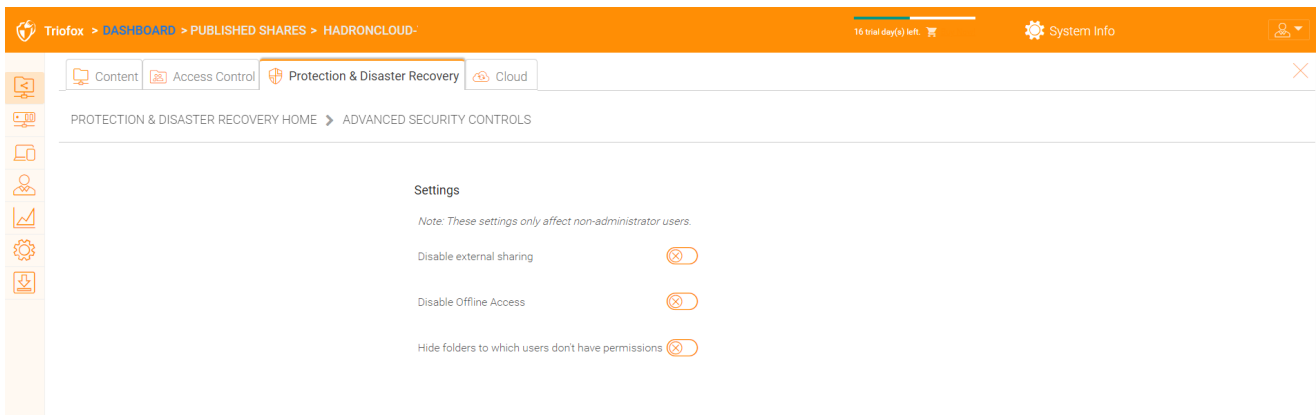 Triofox > DASHBOARD > PUBLISHED SHARES > HADRONCLOUD-
16 trial day(s) left.
System Info
Content
Access Control
Protection & Disaster Recovery
Cloud
PROTECTION & DISASTER RECOVERY HOME > ADVANCED SECURITY CONTROLS
Settings
Note: These settings only affect non-administrator users.
Disable external sharing
Disable Offline Access
Hide folders to which users don't have permissions